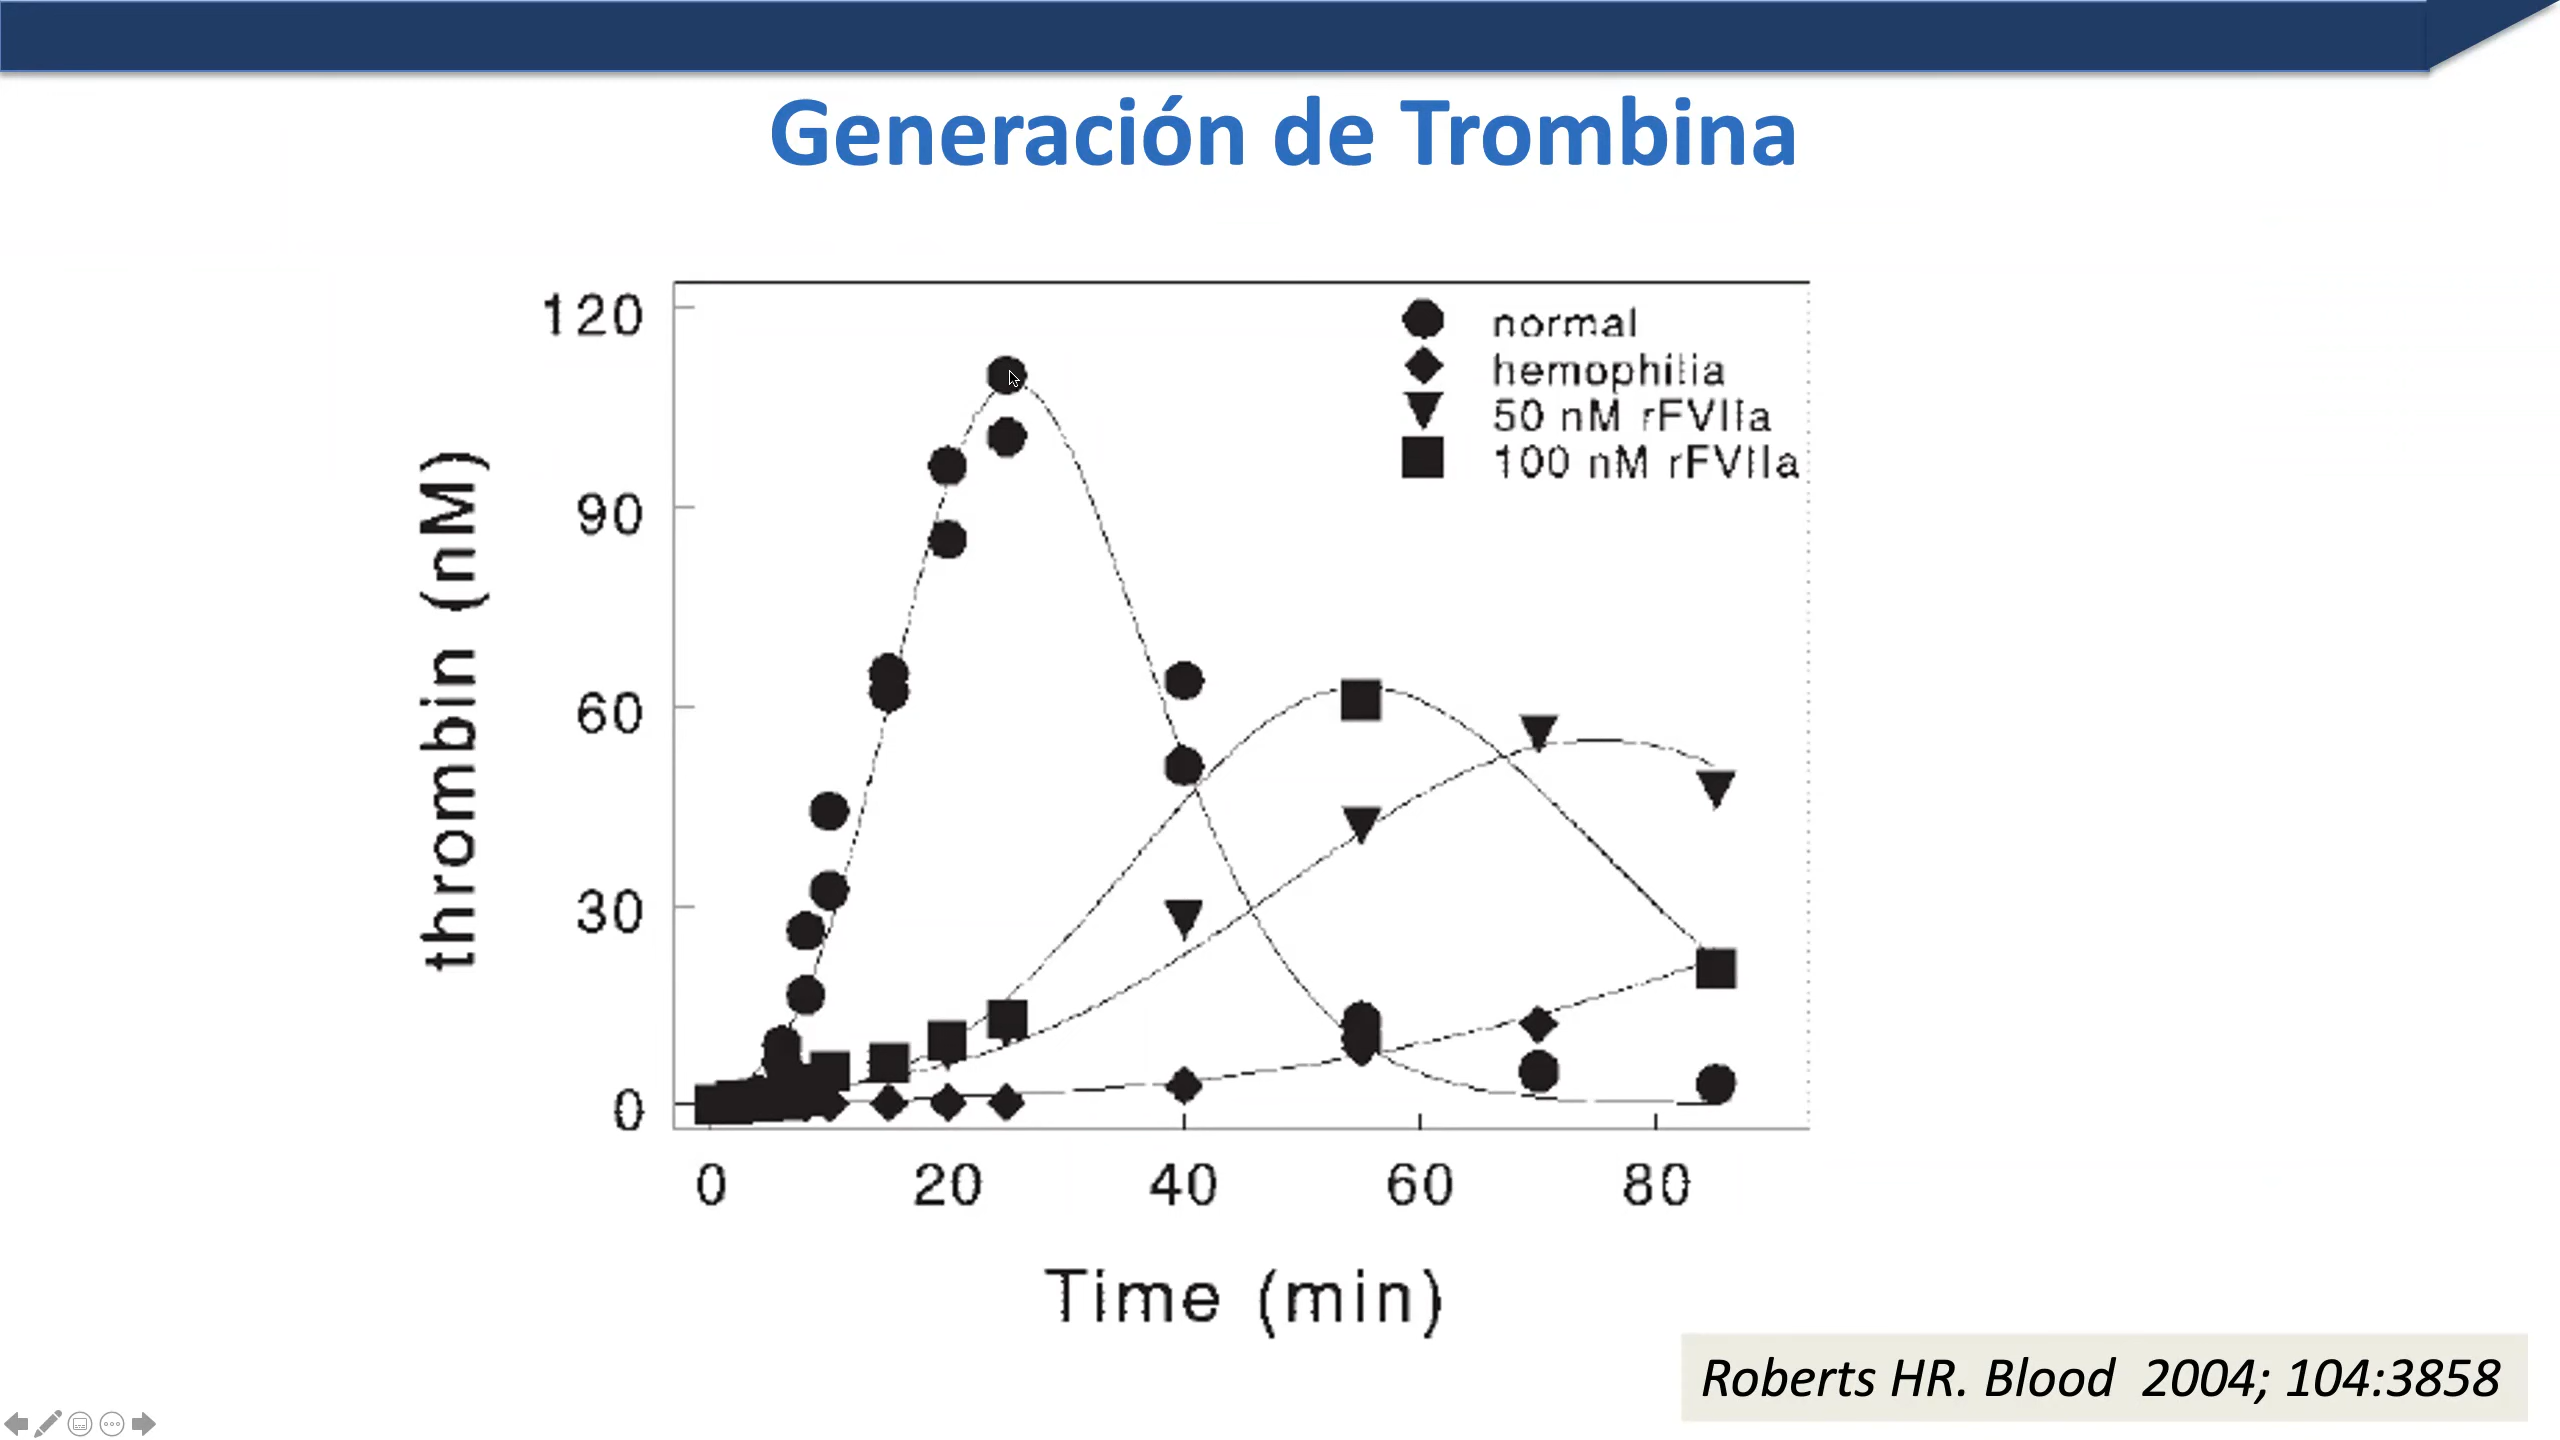 Generación de Trombina
120
90
60
30
0
thrombin (nM)
normal
hemophilia
50 nM rFVIIa
100 nM rFVIIa
0 20 40 60 80
Time (min)
Roberts HR. Blood 2004; 104:3858